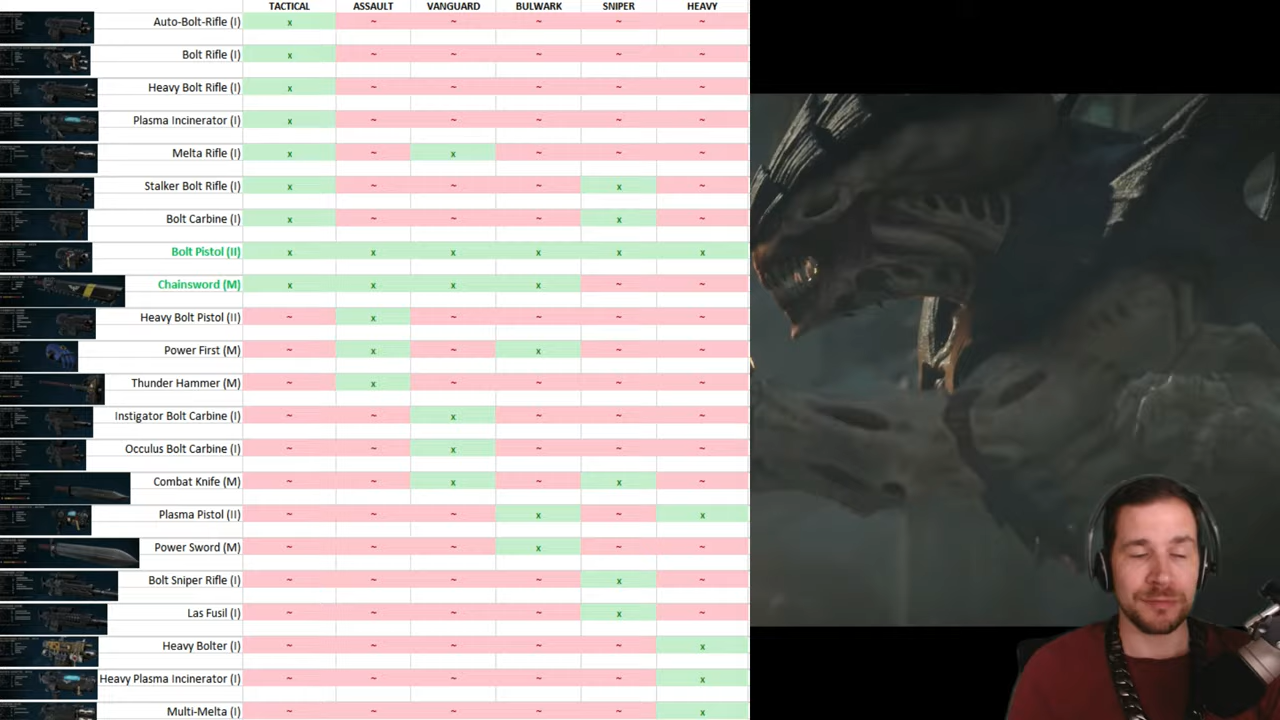 TACTICAL ASSAULT VANGUARD BULWARK SNIPER HEAVY
Auto-Bolt-Rifle (I) x ~ ~ ~ ~ ~
Bolt Rifle (I) x ~ ~ ~ ~ ~
Heavy Bolt Rifle (I) x ~ ~ ~ ~ ~
Plasma Incinerator (I) x ~ ~ ~ ~ ~
Melta Rifle (I) x ~ x ~ ~ ~
Stalker Bolt Rifle (I) x ~ ~ ~ x ~
Bolt Carbine (I) x ~ ~ ~ x ~
Bolt Pistol (II) x x x x x x
Chainsword (M) x x x x ~ ~
Heavy Bolt Pistol (II) ~ x ~ ~ ~ ~
Power First (M) ~ x ~ x ~ ~
Thunder Hammer (M) ~ x ~ ~ ~ ~
Instigator Bolt Carbine (I) ~ ~ x ~ ~ ~
Occulus Bolt Carbine (I) ~ ~ x ~ ~ ~
Combat Knife (M) ~ ~ x ~ x ~
Plasma Pistol (II) ~ ~ ~ x ~ x
Power Sword (M) ~ ~ ~ x ~ ~
Bolt Sniper Rifle (I) ~ ~ ~ ~ x ~
Las Fusil (I) ~ ~ ~ ~ x ~
Heavy Bolter (I) ~ ~ ~ ~ ~ x
Heavy Plasma Incinerator (I) ~ ~ ~ ~ ~ x
Multi-Melta (I) ~ ~ ~ ~ ~ x